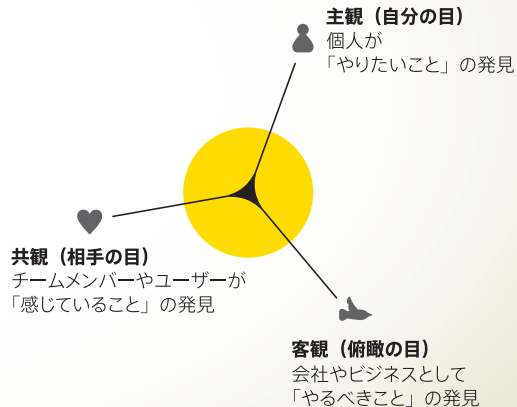 主観（自分の目）
個人が
「やりたいこと」の発見
共観（相手の目）
チームメンバーやユーザーが
「感じていること」の発見
客観（俯瞰の目）
会社やビジネスとして
「やるべきこと」の発見